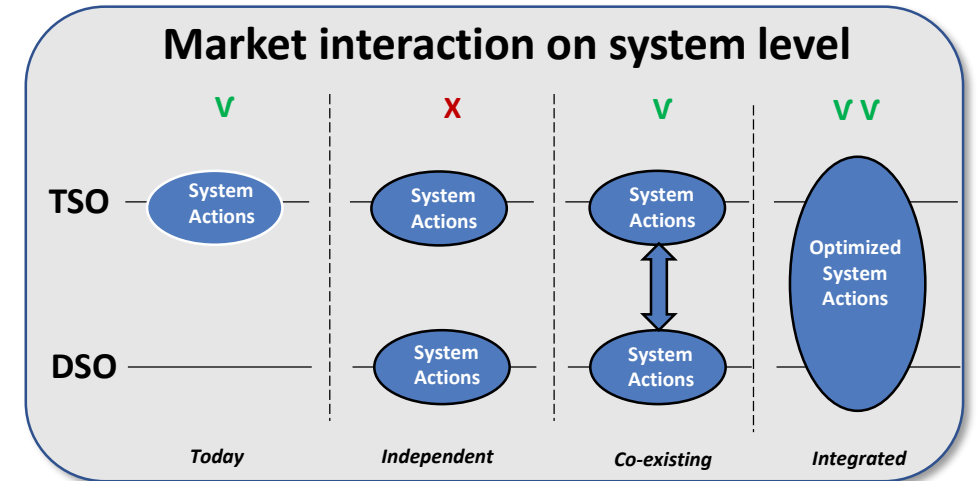 Market interaction on system level
V X V V V
TSO
System
Actions
System
Actions
System
Actions
Optimized
System
Actions
DSO
System
Actions
System
Actions
Today Independent Co-existing Integrated